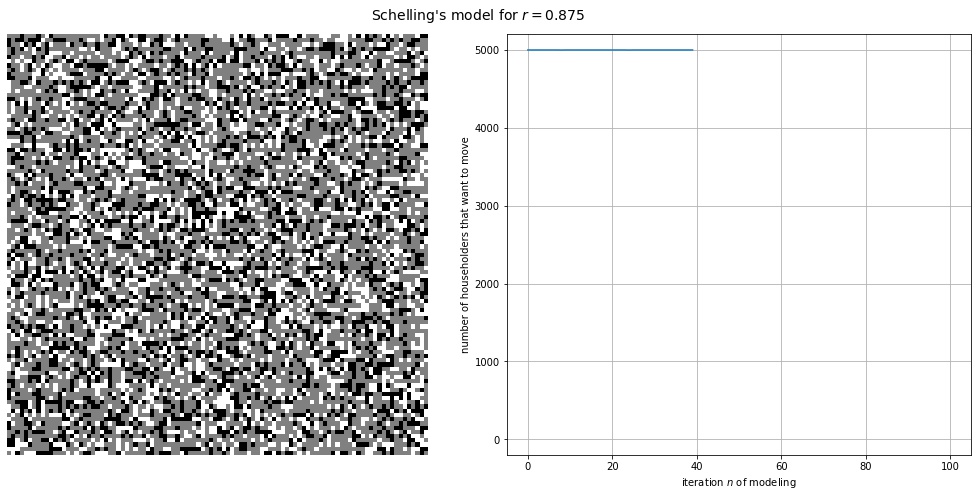 Schelling's model for r = 0.875
number of householders that want to move
5000
4000
3000
2000
1000
0
0 20 40 60 80 100
iteration n of modeling